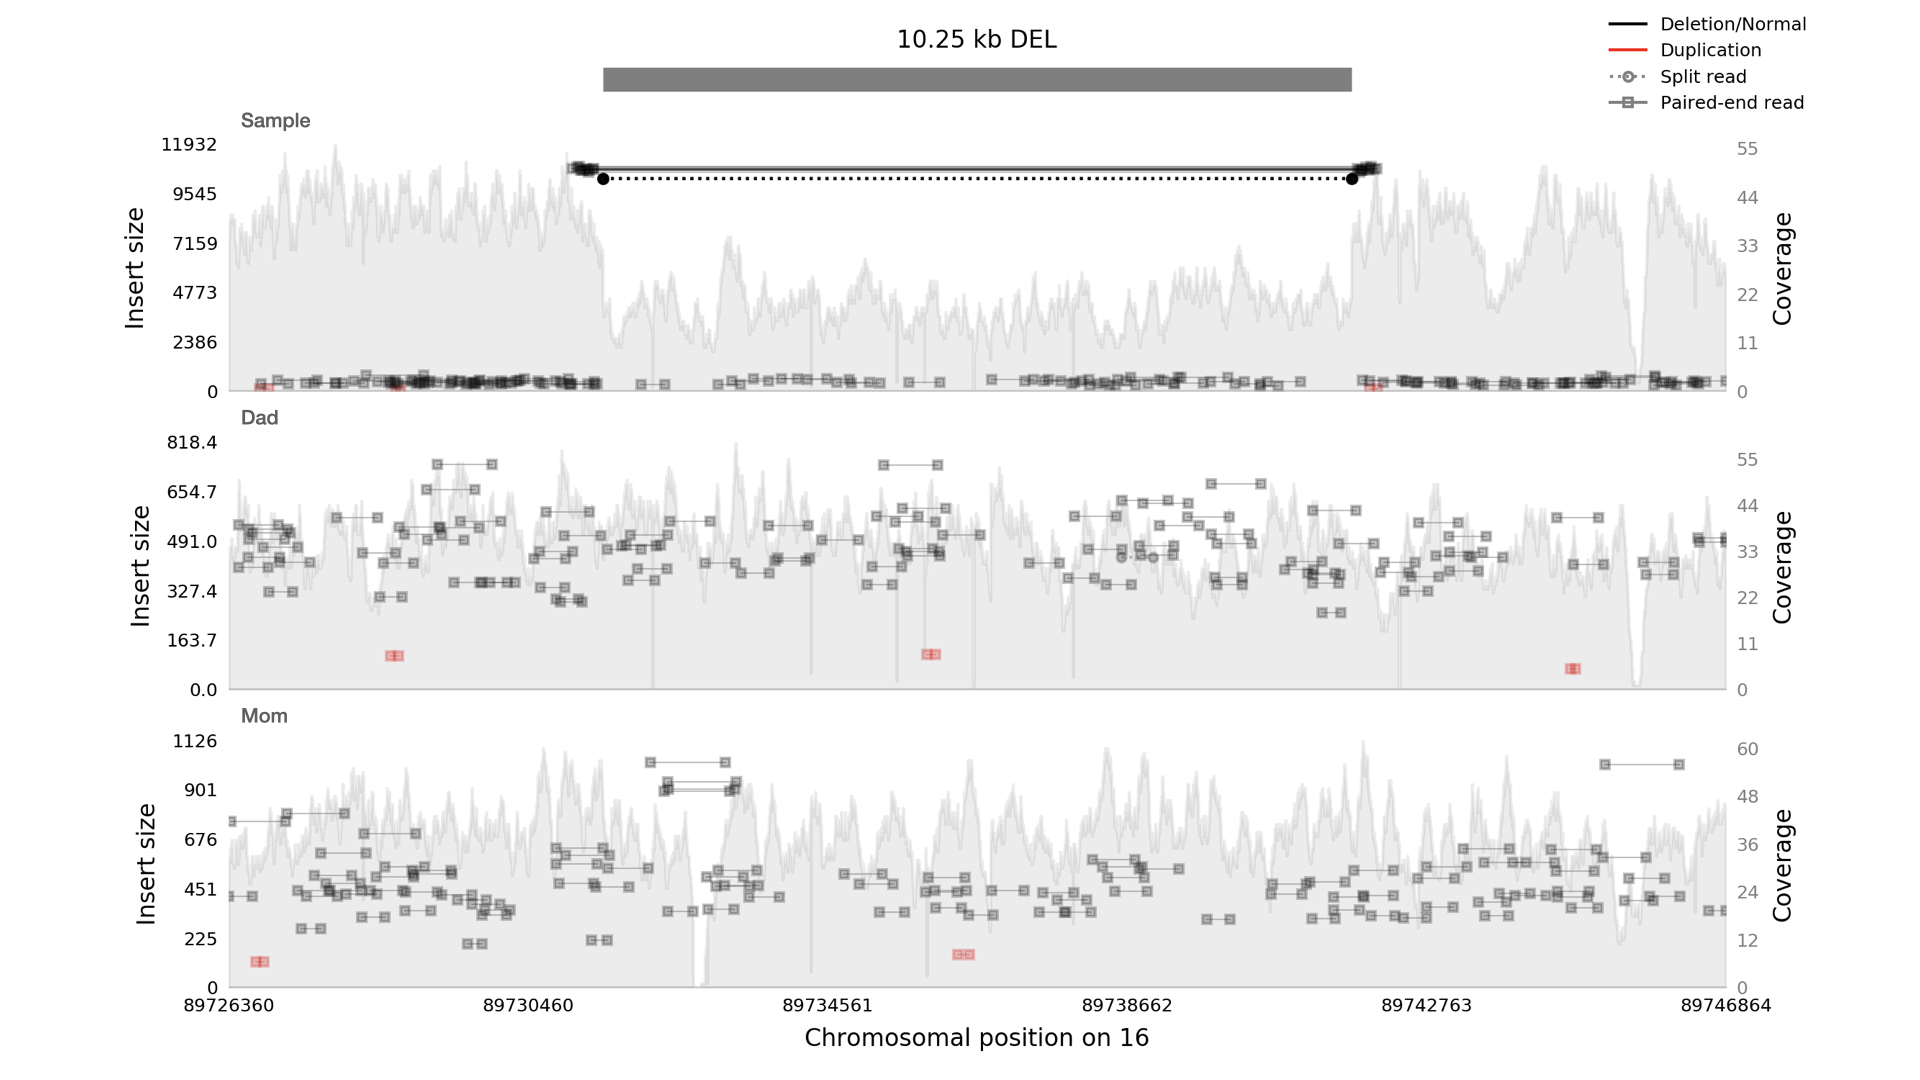 10.25 kb DEL
Deletion/Normal
Duplication
Split read
Paired-end read
Sample
11932
9545
7159
4773
2386
0
Insert size
55
44
33
22
11
0
Coverage
Dad
818.4
654.7
491.0
327.4
163.7
0.0
Insert size
55
44
33
22
11
0
Coverage
Mom
1126
901
676
451
225
0
Insert size
60
48
36
24
12
0
Coverage
89726360 89730460 89734561 89738662 89742763 89746864
Chromosomal position on 16